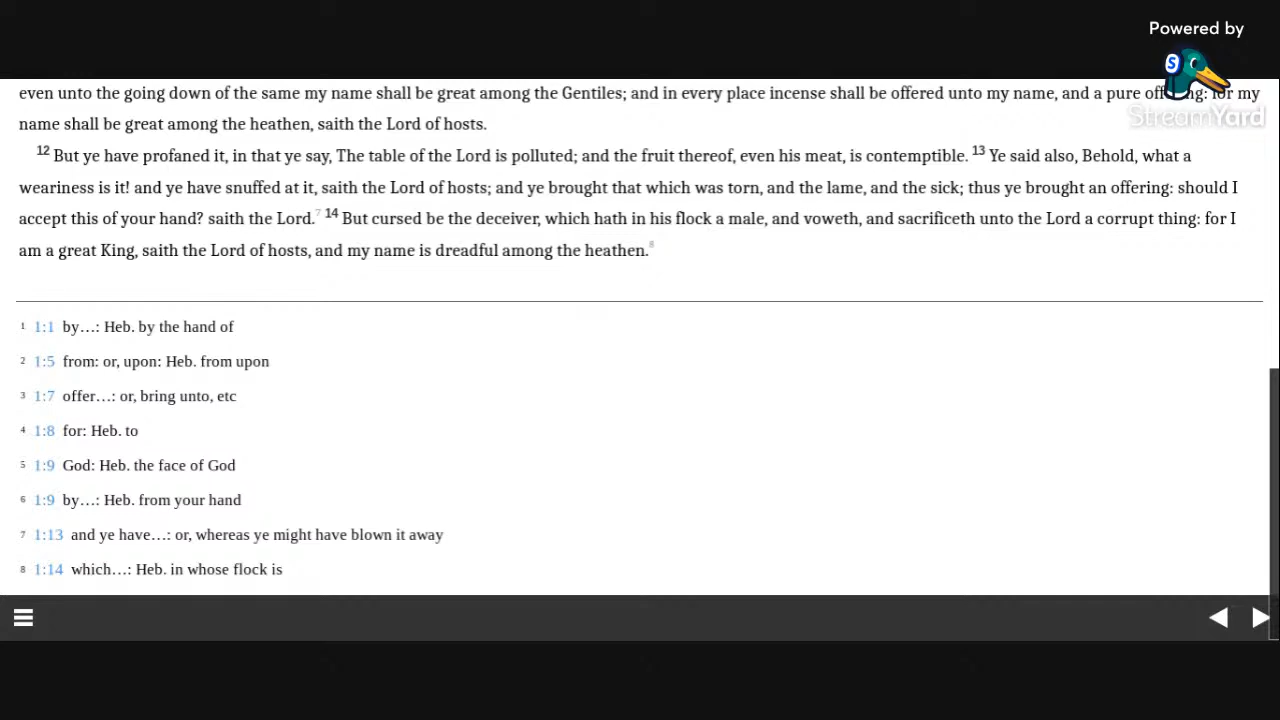 Powered by
S
StreamYard
even unto the going down of the same my name shall be great among the Gentiles; and in every place incense shall be offered unto my name, and a pure offering: for my
name shall be great among the heathen, saith the Lord of hosts.
12 But ye have profaned it, in that ye say, The table of the Lord is polluted; and the fruit thereof, even his meat, is contemptible. 13 Ye said also, Behold, what a
weariness is it! and ye have snuffed at it, saith the Lord of hosts; and ye brought that which was torn, and the lame, and the sick; thus ye brought an offering: should I
accept this of your hand? saith the Lord.7 14 But cursed be the deceiver, which hath in his flock a male, and voweth, and sacrificeth unto the Lord a corrupt thing: for I
am a great King, saith the Lord of hosts, and my name is dreadful among the heathen.8
1 1:1 by…: Heb. by the hand of
2 1:5 from: or, upon: Heb. from upon
3 1:7 offer…: or, bring unto, etc
4 1:8 for: Heb. to
5 1:9 God: Heb. the face of God
6 1:9 by…: Heb. from your hand
7 1:13 and ye have…: or, whereas ye might have blown it away
8 1:14 which…: Heb. in whose flock is